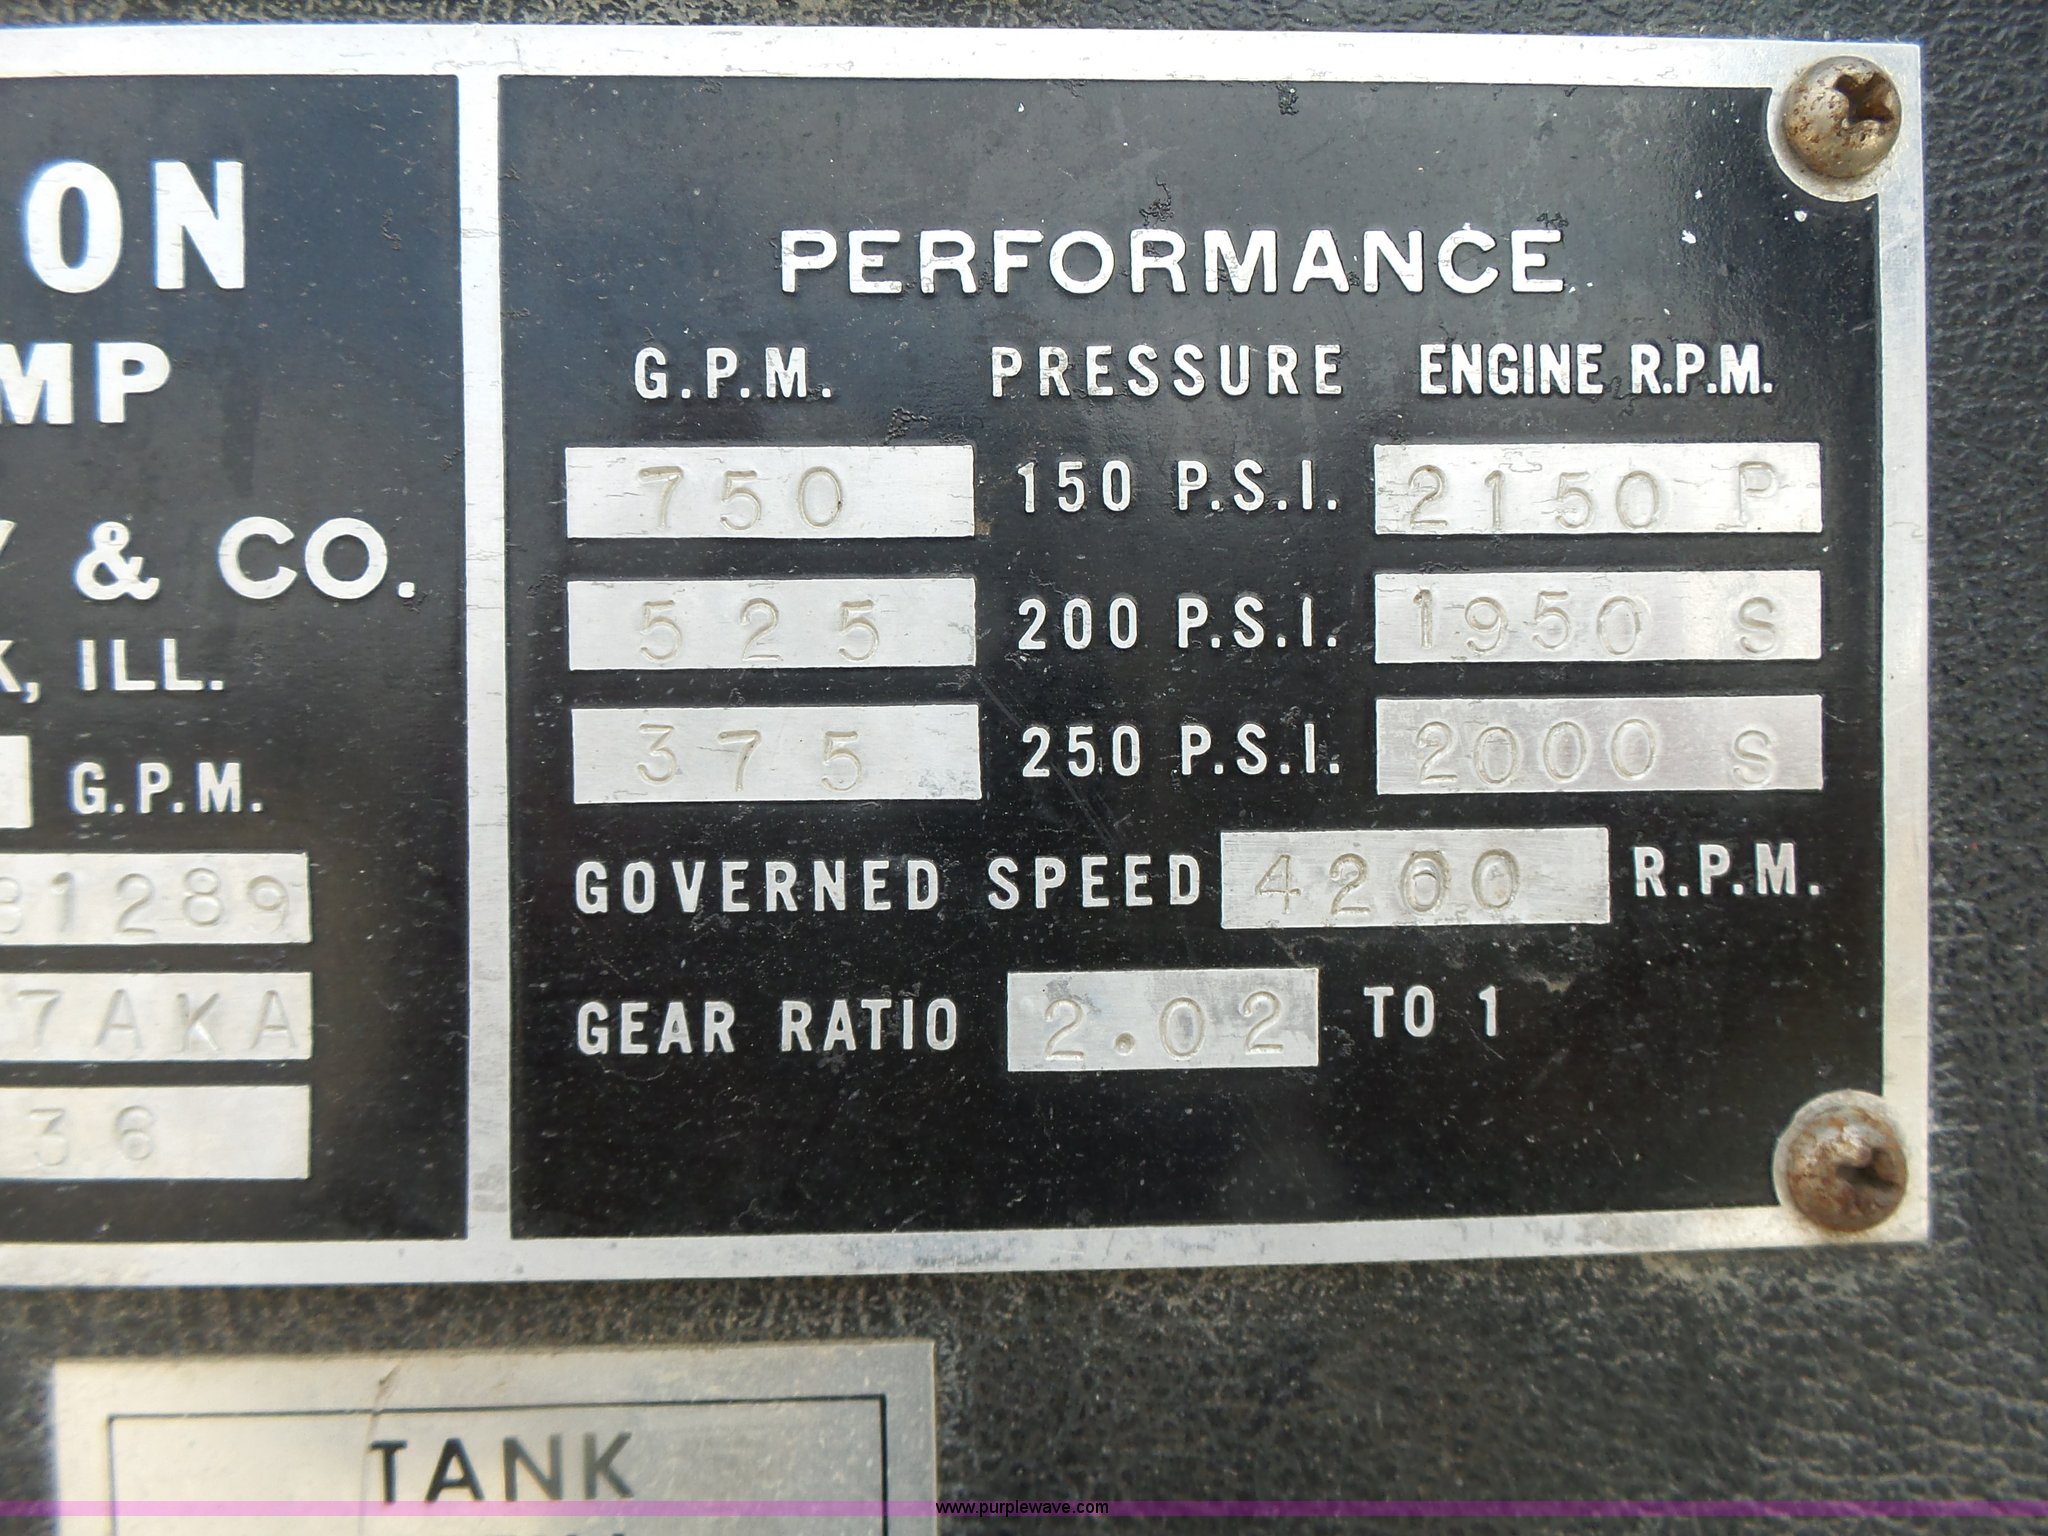 ON
MP
& CO.
ILL.
G.P.M.
31289
7AKA
36
PERFORMANCE
G.P.M. PRESSURE ENGINE R.P.M.
750 150 P.S.I. 2150 P
525 200 P.S.I. 1950 S
375 250 P.S.I. 2000 S
GOVERNED SPEED 4200 R.P.M.
GEAR RATIO 2.02 TO 1
TANK
www.purplewave.com